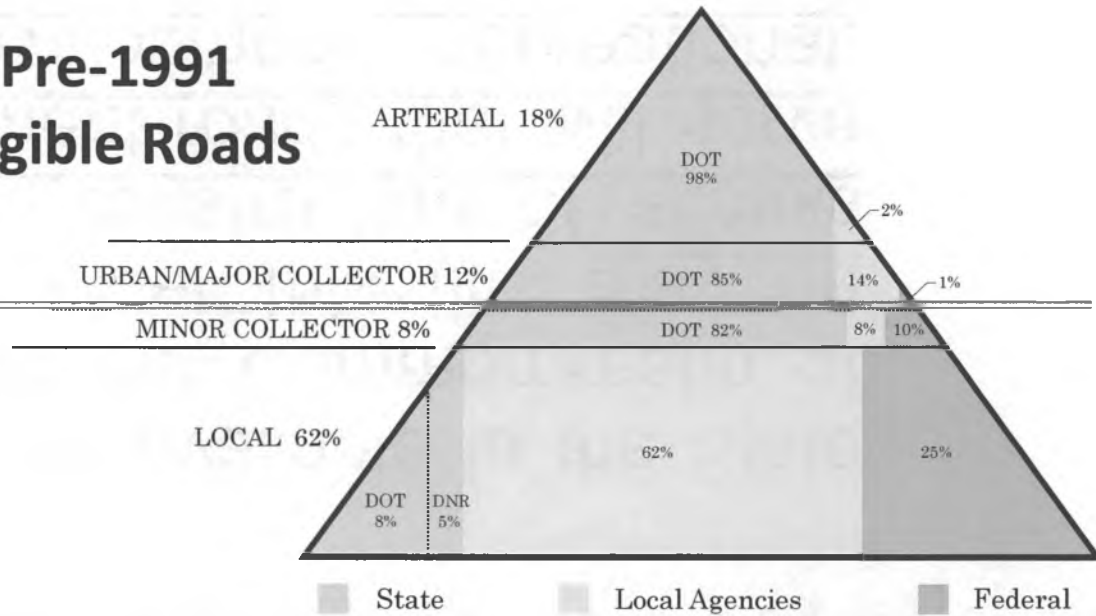 Pre-1991
gible Roads
ARTERIAL 18%
DOT
98%
2%
URBAN/MAJOR COLLECTOR 12%
DOT 85%
14%
1%
MINOR COLLECTOR 8%
DOT 82%
8%
10%
LOCAL 62%
62%
25%
DOT
8%
DNR
5%
State
Local Agencies
Federal